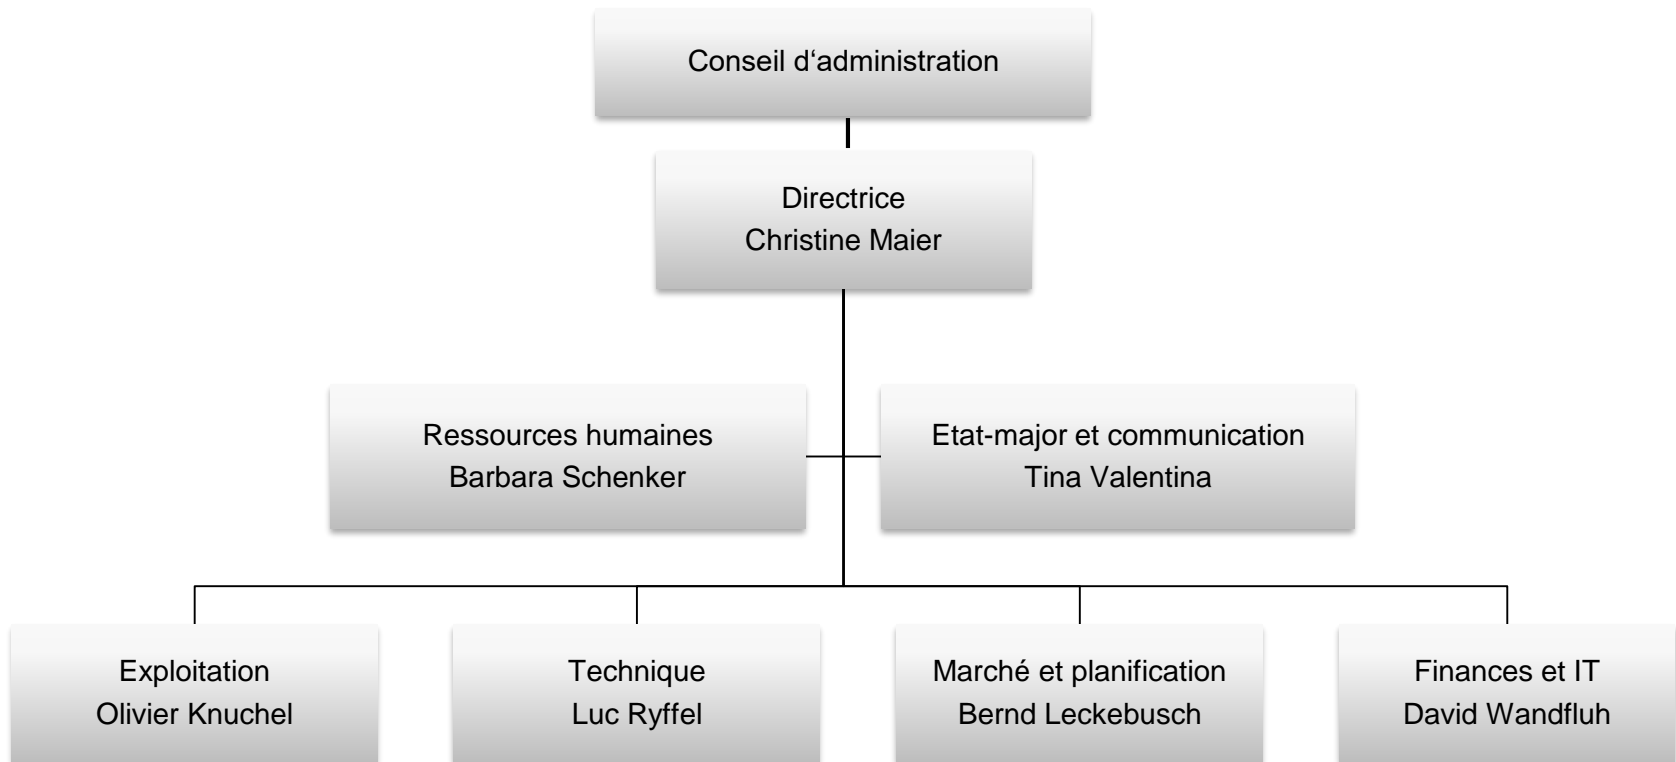 Conseil d‘administration
Directrice
Christine Maier
Ressources humaines
Barbara Schenker
Etat-major et communication
Tina Valentina
Exploitation
Olivier Knuchel
Technique
Luc Ryffel
Marché et planification
Bernd Leckebusch
Finances et IT
David Wandfluh